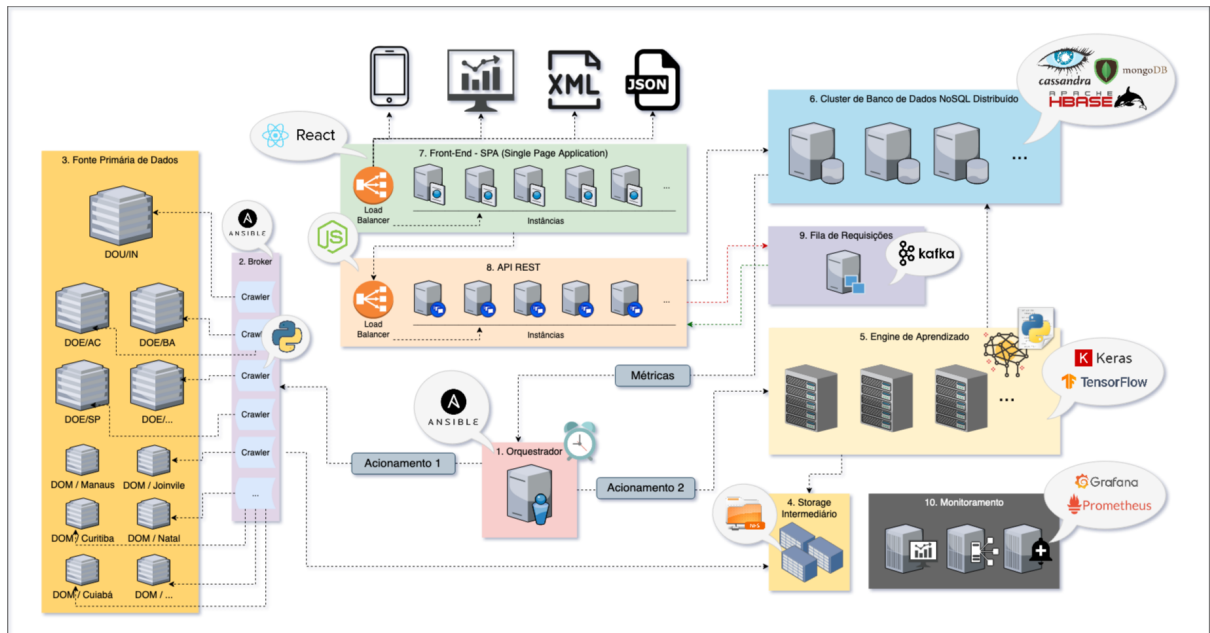 XML
JSON
cassandra
mongoDB
APACHE
HBASE
6. Cluster de Banco de Dados NoSQL Distribuído
...
React
7. Front-End - SPA (Single Page Application)
Load
Balancer
Instâncias
...
3. Fonte Primária de Dados
DOU/IN
DOE/AC
DOE/BA
DOE/SP
DOE/...
DOM / Manaus
DOM / Joinvile
DOM / Curitiba
DOM / Natal
DOM / Cuiabá
DOM / ...
ANSIBLE
2. Broker
Crawler
Crawl
Crawler
Crawler
Crawler
...
JS
8. API REST
Load
Balancer
Instâncias
...
9. Fila de Requisições
kafka
5. Engine de Aprendizado
...
K Keras
TensorFlow
Métricas
ANSIBLE
1. Orquestrador
Acionamento 1
Acionamento 2
4. Storage
Intermediário
NFS
10. Monitoramento
Grafana
Prometheus